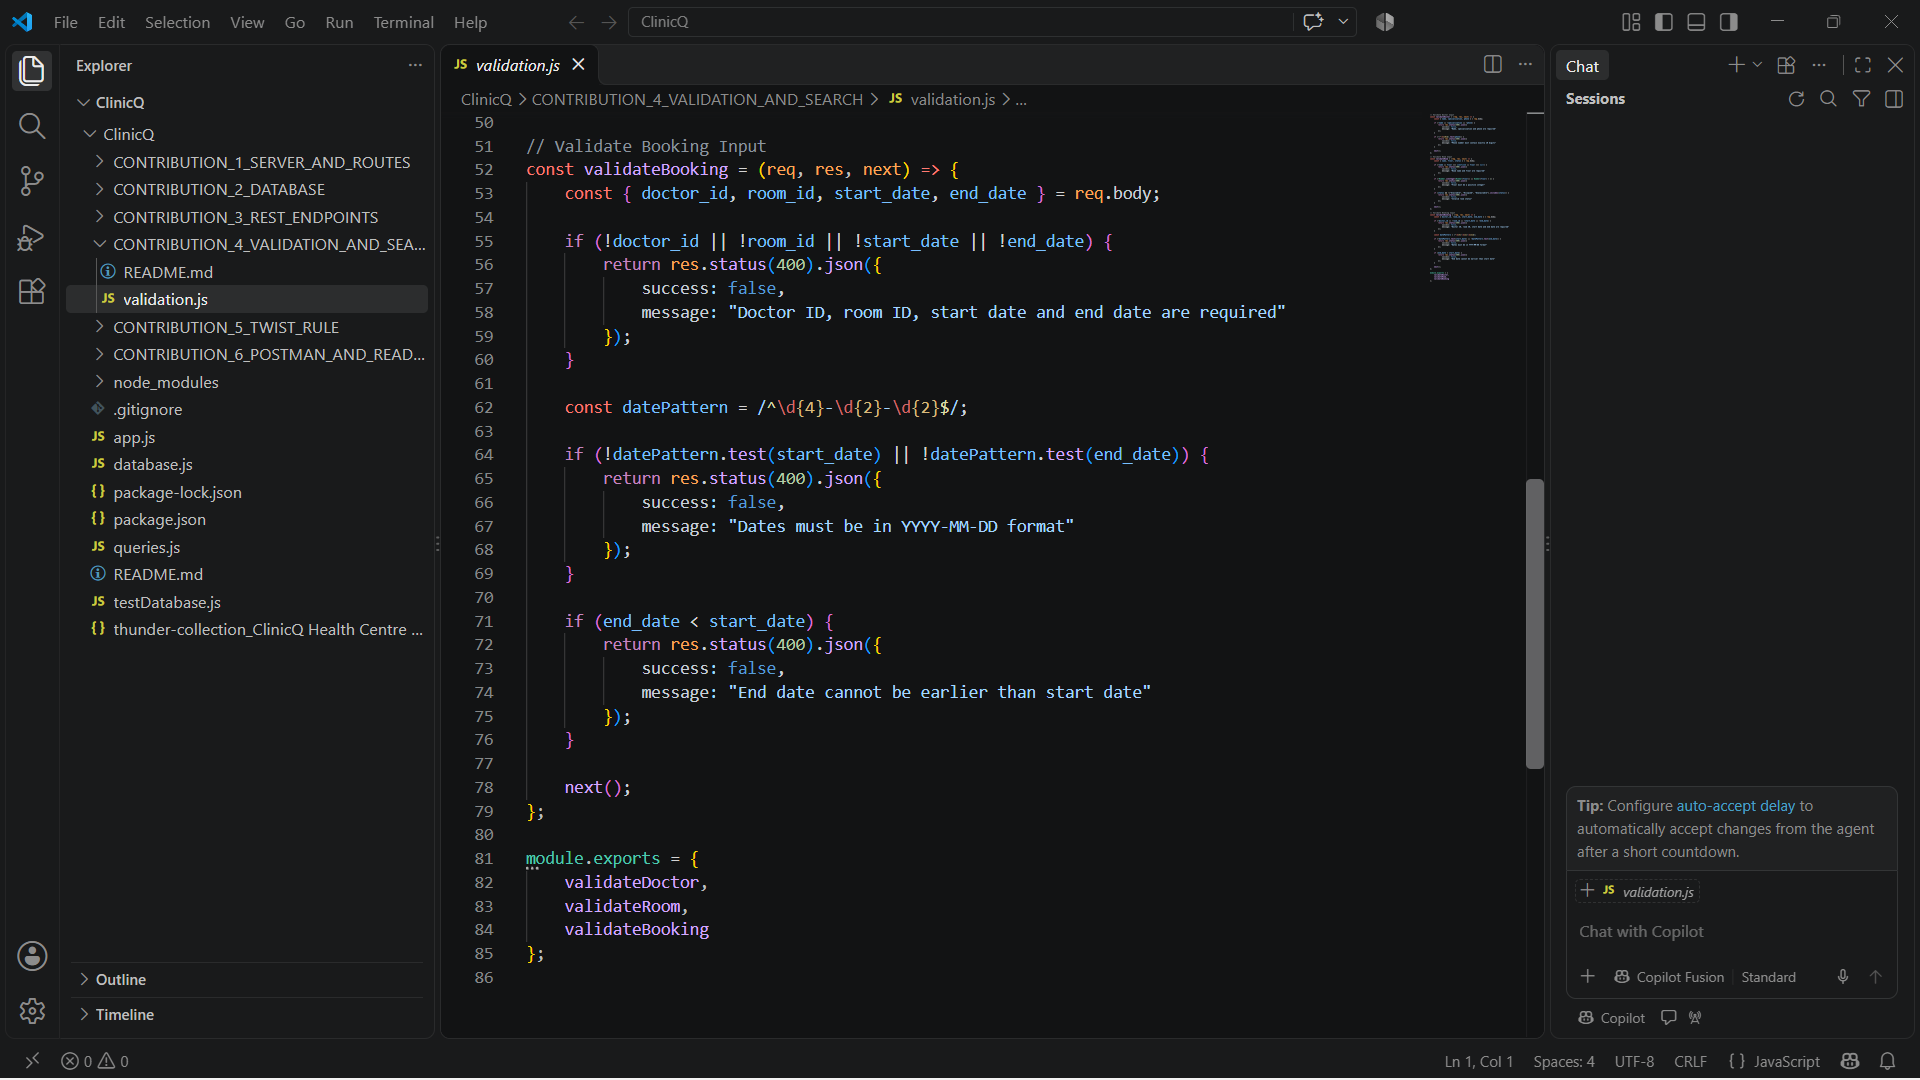 File Edit Selection View Go Run Terminal Help
ClinicQ
Explorer
ClinicQ
ClinicQ
CONTRIBUTION_1_SERVER_AND_ROUTES
CONTRIBUTION_2_DATABASE
CONTRIBUTION_3_REST_ENDPOINTS
CONTRIBUTION_4_VALIDATION_AND_SEA...
README.md
JS validation.js
CONTRIBUTION_5_TWIST_RULE
CONTRIBUTION_6_POSTMAN_AND_READ...
node_modules
.gitignore
JS app.js
JS database.js
{} package-lock.json
{} package.json
JS queries.js
README.md
JS testDatabase.js
{} thunder-collection_ClinicQ Health Centre ...
Outline
Timeline
JS validation.js
ClinicQ > CONTRIBUTION_4_VALIDATION_AND_SEARCH > JS validation.js > ...
50
51 // Validate Booking Input
52 const validateBooking = (req, res, next) => {
53 const { doctor_id, room_id, start_date, end_date } = req.body;
54
55 if (!doctor_id || !room_id || !start_date || !end_date) {
56 return res.status(400).json({
57 success: false,
58 message: "Doctor ID, room ID, start date and end date are required"
59 });
60 }
61
62 const datePattern = /^\d{4}-\d{2}-\d{2}$/;
63
64 if (!datePattern.test(start_date) || !datePattern.test(end_date)) {
65 return res.status(400).json({
66 success: false,
67 message: "Dates must be in YYYY-MM-DD format"
68 });
69 }
70
71 if (end_date < start_date) {
72 return res.status(400).json({
73 success: false,
74 message: "End date cannot be earlier than start date"
75 });
76 }
77
78 next();
79 };
80
81 module.exports = {
82 validateDoctor,
83 validateRoom,
84 validateBooking
85 };
86
Chat
Sessions
Tip: Configure auto-accept delay to
automatically accept changes from the agent
after a short countdown.
JS validation.js
Chat with Copilot
Copilot Fusion Standard
Copilot
0 0
Ln 1, Col 1 Spaces: 4 UTF-8 CRLF {} JavaScript